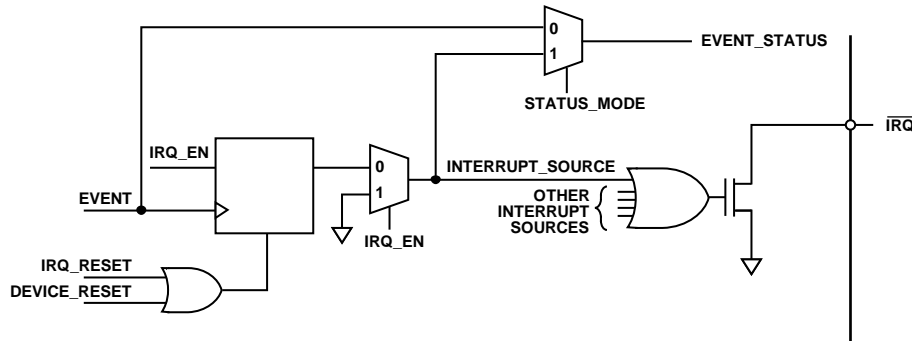 0
1
EVENT_STATUS
STATUS_MODE
IRQ
IRQ_EN
0
1
INTERRUPT_SOURCE
EVENT
OTHER
INTERRUPT
SOURCES
IRQ_EN
IRQ_RESET
DEVICE_RESET